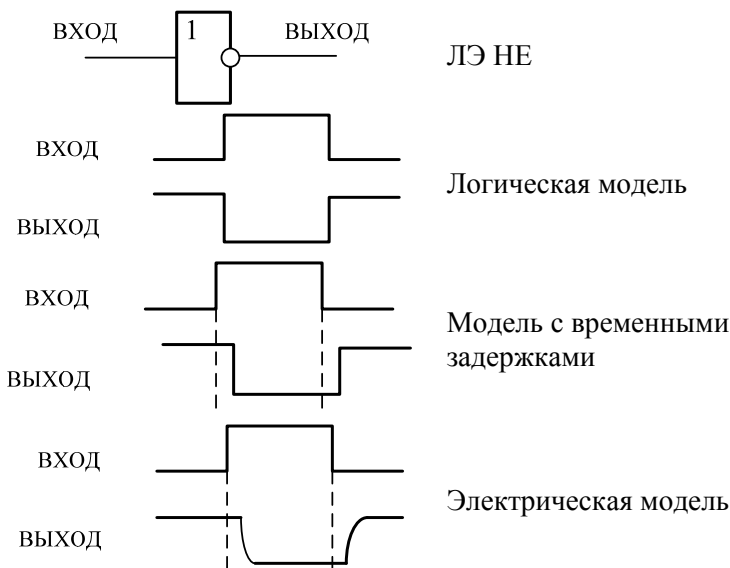 ВХОД
1
ВЫХОД
ЛЭ НЕ
ВХОД
Логическая модель
ВЫХОД
ВХОД
Модель с временными
задержками
ВЫХОД
ВХОД
Электрическая модель
ВЫХОД